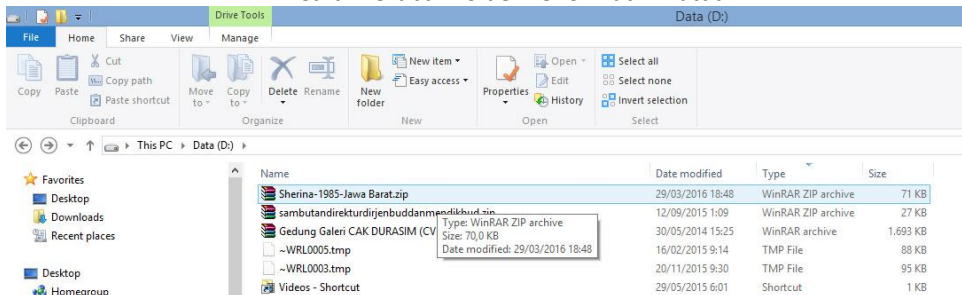 Drive Tools
Data (D:)
File Home Share View Manage
Copy
Paste
Cut
Copy path
Paste shortcut
Clipboard
Move to
Copy to
Delete
Rename
Organize
New folder
New item
Easy access
New
Properties
Open
Edit
History
Open
Select all
Select none
Invert selection
Select
This PC Data (D:)
Favorites
Desktop
Downloads
Recent places
Desktop
Homegroup
Name Date modified Type Size
Sherina-1985-Jawa Barat.zip 29/03/2016 18:48 WinRAR ZIP archive 71 KB
sambutandirekturdirjenbuddanmendikbud.zip 12/09/2015 1:09 WinRAR ZIP archive 27 KB
Gedung Galeri CAK DURASIM (CV 30/05/2014 15:25 WinRAR archive 1.693 KB
~WRL0005.tmp 16/02/2015 9:14 TMP File 88 KB
~WRL0003.tmp 20/11/2015 9:30 TMP File 95 KB
Videos - Shortcut 29/05/2015 6:01 Shortcut 1 KB
Type: WinRAR ZIP archive
Size: 70,0 KB
Date modified: 29/03/2016 18:48